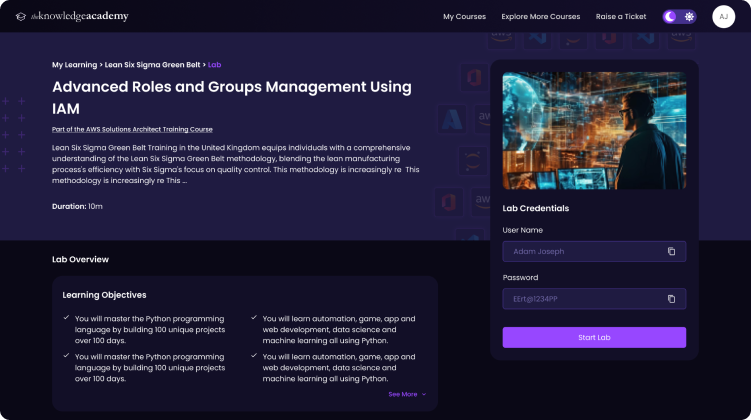 theknowledgeacademy
My Courses
Explore More Courses
Raise a Ticket
AJ
My Learning > Lean Six Sigma Green Belt > Lab
Advanced Roles and Groups Management Using
IAM
Part of the AWS Solutions Architect Training Course
Lean Six Sigma Green Belt Training in the United Kingdom equips individuals with a comprehensive
understanding of the Lean Six Sigma Green Belt methodology, blending the lean manufacturing
process's efficiency with Six Sigma's focus on quality control. This methodology is increasingly re This
methodology is increasingly re This ...
Duration: 10m
Lab Credentials
User Name
Adam Joseph
Password
EErt@1234PP
Start Lab
Lab Overview
Learning Objectives
You will master the Python programming
language by building 100 unique projects
over 100 days.
You will learn automation, game, app and
web development, data science and
machine learning all using Python.
You will master the Python programming
language by building 100 unique projects
over 100 days.
You will learn automation, game, app and
web development, data science and
machine learning all using Python.
See More